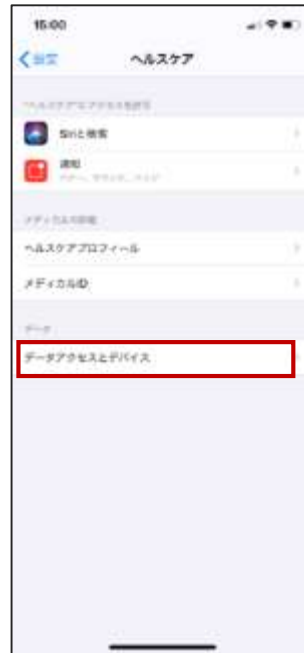 15:00
設定
ヘルスケア
Siriと検索
通知
ヘルスケアプロフィール
メディカルID
データ
データアクセスとデバイス